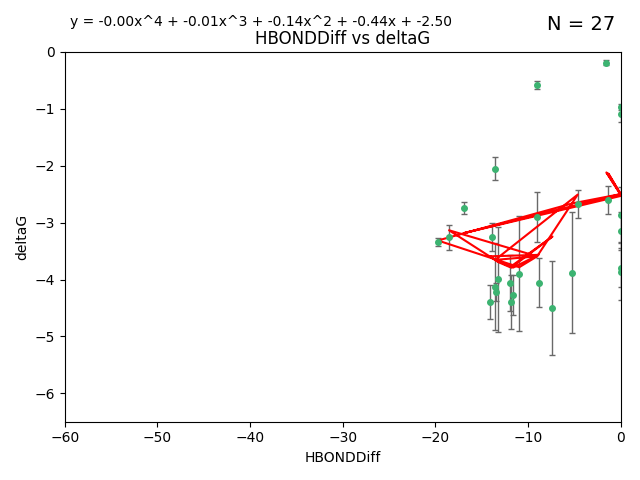 y = -0.00x^4 + -0.01x^3 + -0.14x^2 + -0.44x + -2.50
N = 27
HBONDDiff vs deltaG
0
−1
−2
−3
−4
−5
−6
deltaG
−60
−50
−40
−30
−20
−10
0
HBONDDiff